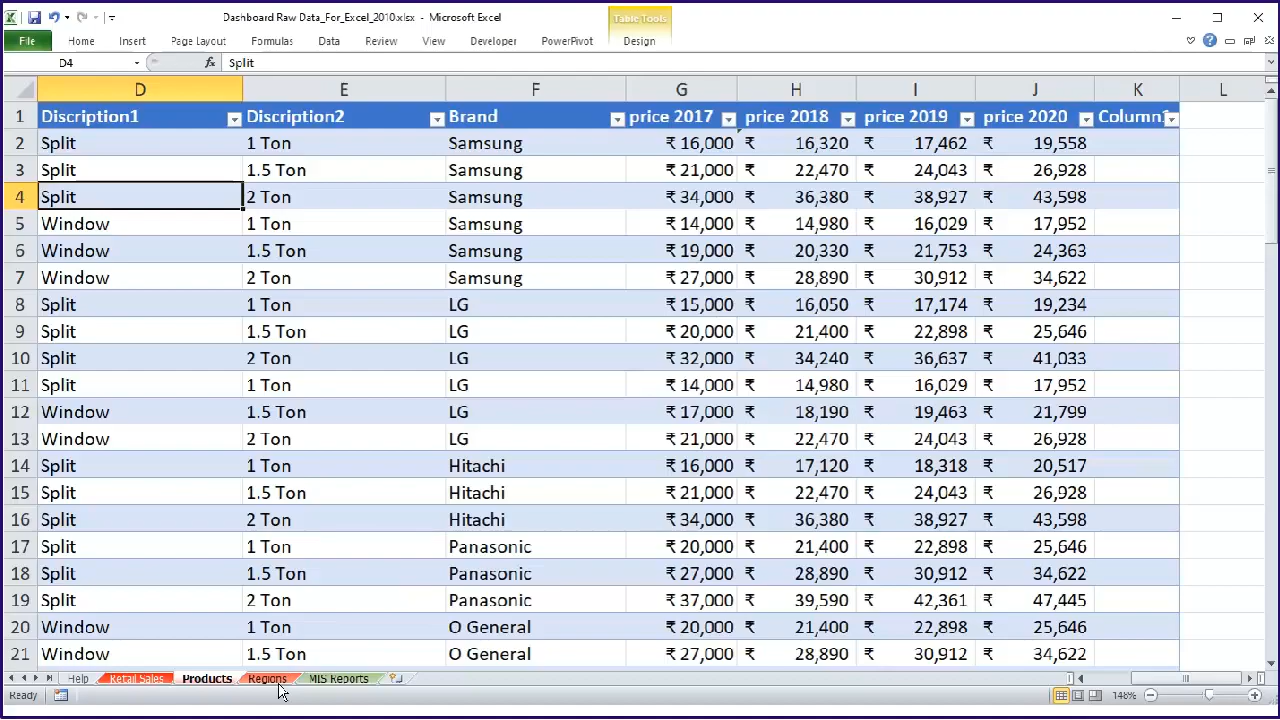 Dashboard Raw Data_For_Excel_2010.xlsx - Microsoft Excel
Table Tools
File Home Insert Page Layout Formulas Data Review View Developer PowerPivot Design
D4 fx Split
D E F G H I J K L
1 Discription1 Discription2 Brand price 2017 price 2018 price 2019 price 2020 Column1
2 Split 1 Ton Samsung ₹ 16,000 ₹ 16,320 ₹ 17,462 ₹ 19,558
3 Split 1.5 Ton Samsung ₹ 21,000 ₹ 22,470 ₹ 24,043 ₹ 26,928
4 Split 2 Ton Samsung ₹ 34,000 ₹ 36,380 ₹ 38,927 ₹ 43,598
5 Window 1 Ton Samsung ₹ 14,000 ₹ 14,980 ₹ 16,029 ₹ 17,952
6 Window 1.5 Ton Samsung ₹ 19,000 ₹ 20,330 ₹ 21,753 ₹ 24,363
7 Window 2 Ton Samsung ₹ 27,000 ₹ 28,890 ₹ 30,912 ₹ 34,622
8 Split 1 Ton LG ₹ 15,000 ₹ 16,050 ₹ 17,174 ₹ 19,234
9 Split 1.5 Ton LG ₹ 20,000 ₹ 21,400 ₹ 22,898 ₹ 25,646
10 Split 2 Ton LG ₹ 32,000 ₹ 34,240 ₹ 36,637 ₹ 41,033
11 Split 1 Ton LG ₹ 14,000 ₹ 14,980 ₹ 16,029 ₹ 17,952
12 Window 1.5 Ton LG ₹ 17,000 ₹ 18,190 ₹ 19,463 ₹ 21,799
13 Window 2 Ton LG ₹ 21,000 ₹ 22,470 ₹ 24,043 ₹ 26,928
14 Split 1 Ton Hitachi ₹ 16,000 ₹ 17,120 ₹ 18,318 ₹ 20,517
15 Split 1.5 Ton Hitachi ₹ 21,000 ₹ 22,470 ₹ 24,043 ₹ 26,928
16 Split 2 Ton Hitachi ₹ 34,000 ₹ 36,380 ₹ 38,927 ₹ 43,598
17 Split 1 Ton Panasonic ₹ 20,000 ₹ 21,400 ₹ 22,898 ₹ 25,646
18 Split 1.5 Ton Panasonic ₹ 27,000 ₹ 28,890 ₹ 30,912 ₹ 34,622
19 Split 2 Ton Panasonic ₹ 37,000 ₹ 39,590 ₹ 42,361 ₹ 47,445
20 Window 1 Ton O General ₹ 20,000 ₹ 21,400 ₹ 22,898 ₹ 25,646
21 Window 1.5 Ton O General ₹ 27,000 ₹ 28,890 ₹ 30,912 ₹ 34,622
Help Retail Sales Products Regions MIS Reports
Ready 146%